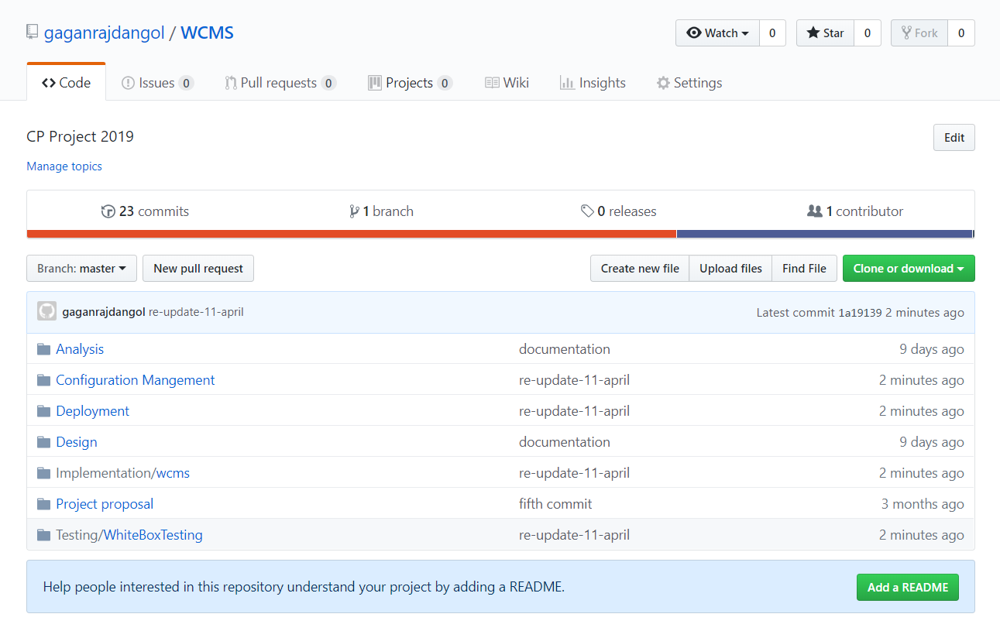 gaganrajdangol / WCMS
Watch 0 Star 0 Fork 0
Code Issues 0 Pull requests 0 Projects 0 Wiki Insights Settings
CP Project 2019 Edit
Manage topics
23 commits 1 branch 0 releases 1 contributor
Branch: master New pull request Create new file Upload files Find File Clone or download
gaganrajdangol re-update-11-april Latest commit 1a19139 2 minutes ago
Analysis documentation 9 days ago
Configuration Mangement re-update-11-april 2 minutes ago
Deployment re-update-11-april 2 minutes ago
Design documentation 9 days ago
Implementation/wcms re-update-11-april 2 minutes ago
Project proposal fifth commit 3 months ago
Testing/WhiteBoxTesting re-update-11-april 2 minutes ago
Help people interested in this repository understand your project by adding a README. Add a README